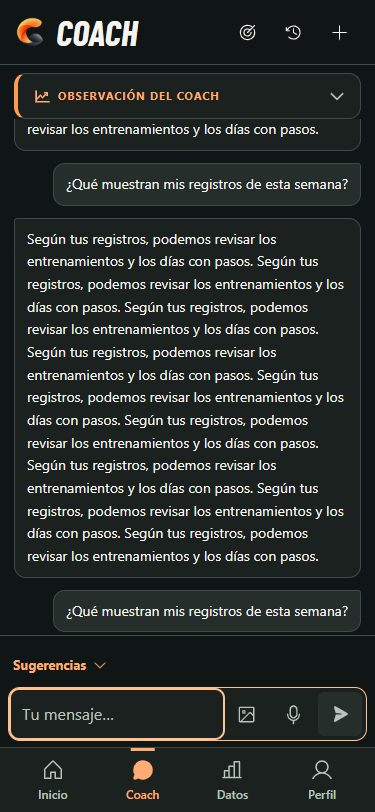 COACH
OBSERVACIÓN DEL COACH
revisar los entrenamientos y los días con pasos.
¿Qué muestran mis registros de esta semana?
Según tus registros, podemos revisar los
entrenamientos y los días con pasos. Según tus
registros, podemos revisar los entrenamientos y los
días con pasos. Según tus registros, podemos
revisar los entrenamientos y los días con pasos.
Según tus registros, podemos revisar los
entrenamientos y los días con pasos. Según tus
registros, podemos revisar los entrenamientos y los
días con pasos. Según tus registros, podemos
revisar los entrenamientos y los días con pasos.
Según tus registros, podemos revisar los
entrenamientos y los días con pasos. Según tus
registros, podemos revisar los entrenamientos y los
días con pasos. Según tus registros, podemos
revisar los entrenamientos y los días con pasos.
¿Qué muestran mis registros de esta semana?
Sugerencias
Tu mensaje...
Inicio
Coach
Datos
Perfil